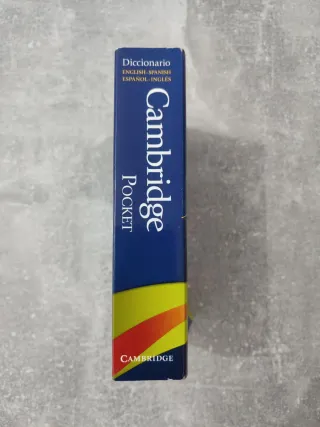 Diccionario
ENGLISH-SPANISH
ESPAÑOL-INGLÉS
Cambridge
POCKET
CAMBRIDGE